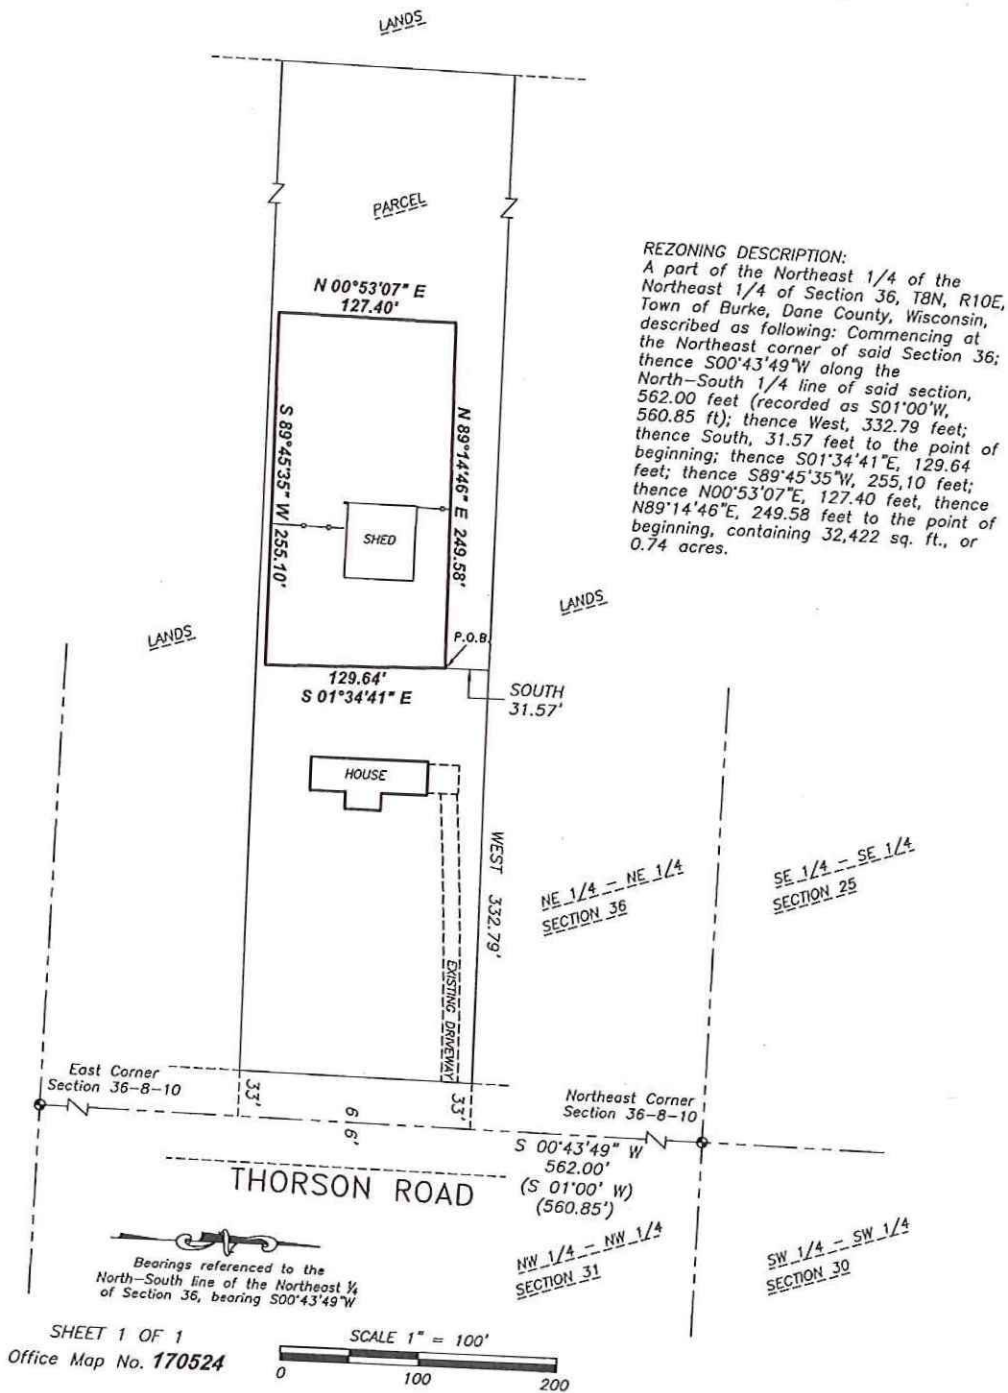 LANDS
PARCEL
N 00°53'07" E
127.40'
REZONING DESCRIPTION:
A part of the Northeast 1/4 of the
Northeast 1/4 of Section 36, T8N, R10E,
Town of Burke, Dane County, Wisconsin,
described as following: Commencing at
the Northeast corner of said Section 36;
thence S00°43'49"W along the
North-South 1/4 line of said section,
562.00 feet (recorded as S01°00'W,
560.85 ft); thence West, 332.79 feet;
thence South, 31.57 feet to the point of
beginning; thence S01°34'41"E, 129.64
feet; thence S89°45'35"W, 255.10 feet;
thence N00°53'07"E, 127.40 feet, thence
N89°14'46"E, 249.58 feet to the point of
beginning, containing 32,422 sq. ft., or
0.74 acres.
S 89°45'35" W 255.10'
N 89°14'46" E 249.58'
SHED
LANDS
LANDS
P.O.B.
129.64'
S 01°34'41" E
SOUTH
31.57'
HOUSE
WEST 332.79'
NE 1/4 - NE 1/4
SECTION 36
SE 1/4 - SE 1/4
SECTION 25
EXISTING DRIVEWAY
East Corner
Section 36-8-10
33'
66'
33'
Northeast Corner
Section 36-8-10
S 00°43'49" W
562.00'
(S 01°00' W)
(560.85')
THORSON ROAD
NW 1/4 - NW 1/4
SECTION 31
SW 1/4 - SW 1/4
SECTION 30
Bearings referenced to the
North-South line of the Northeast ¼
of Section 36, bearing S00°43'49"W
SHEET 1 OF 1
Office Map No. 170524
SCALE 1" = 100'
0 100 200